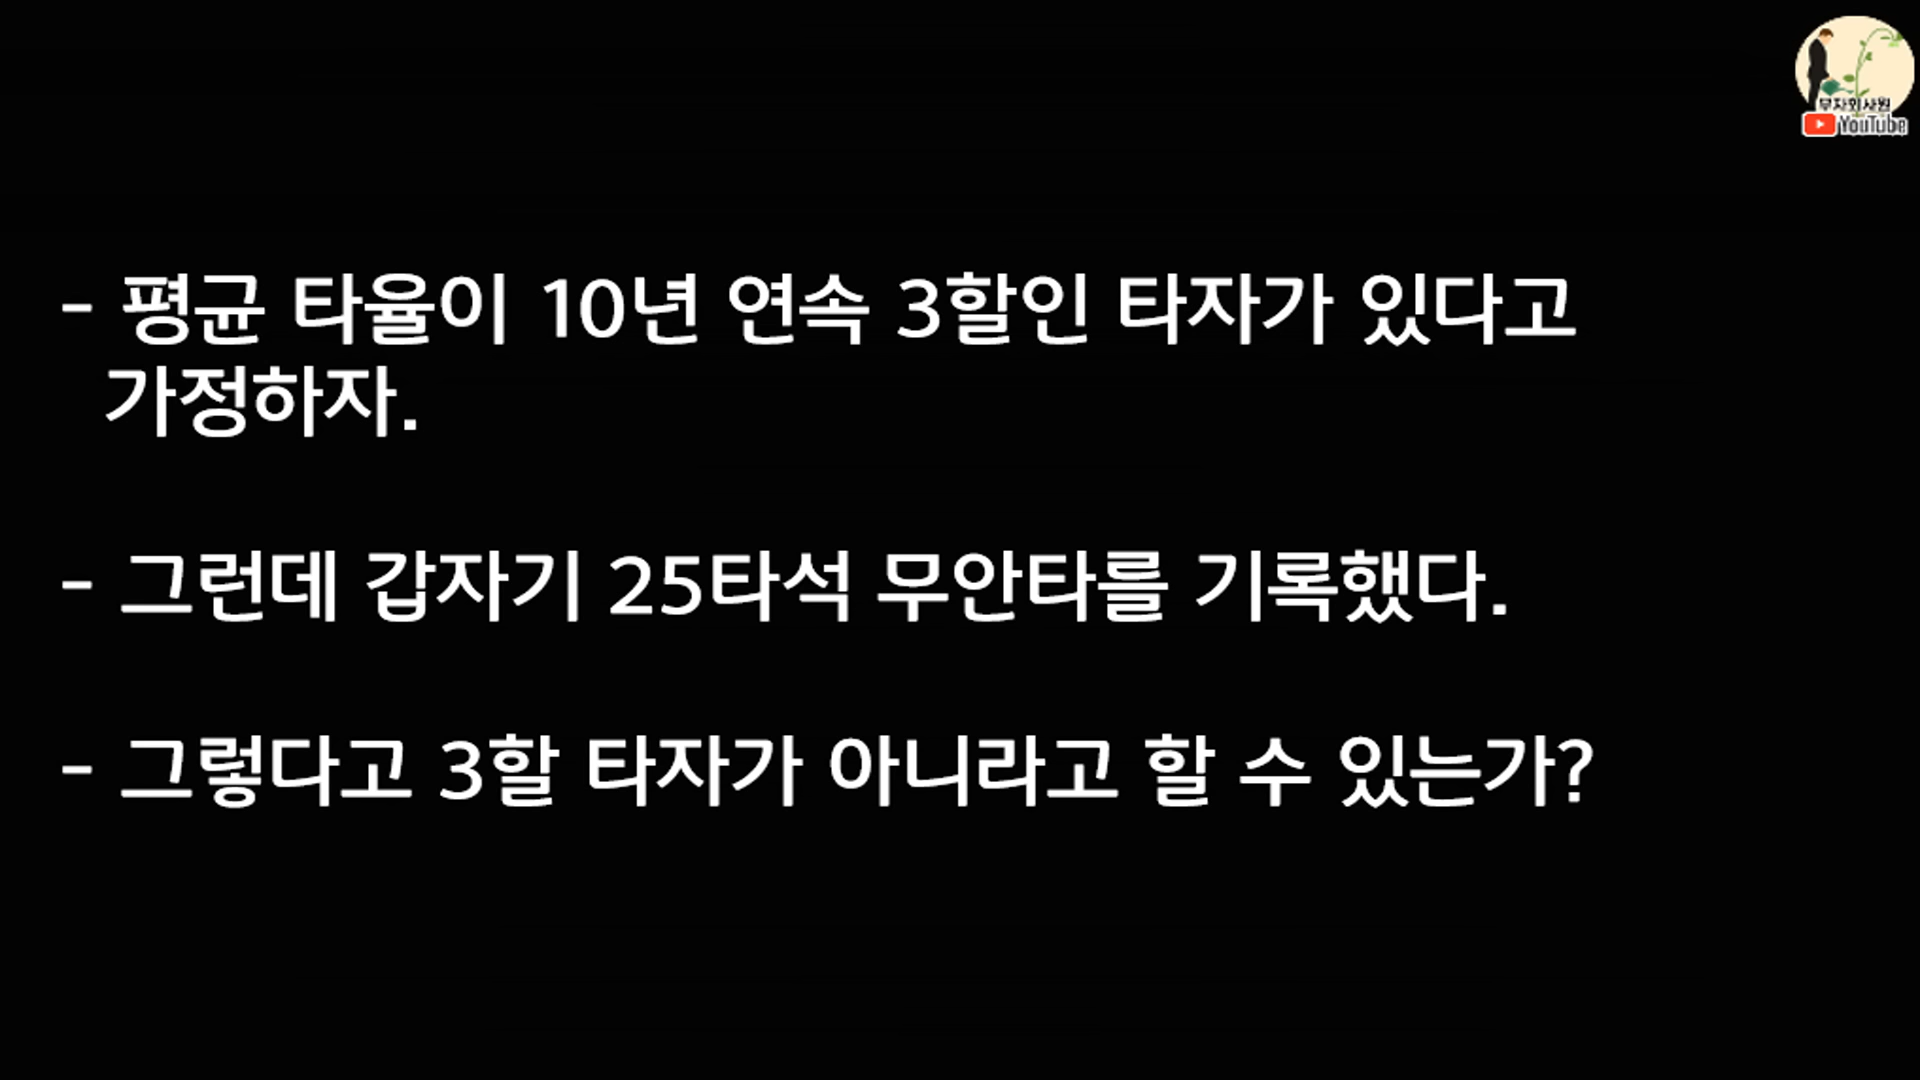 부자회사원
YouTube
- 평균 타율이 10년 연속 3할인 타자가 있다고
가정하자.
- 그런데 갑자기 25타석 무안타를 기록했다.
- 그렇다고 3할 타자가 아니라고 할 수 있는가?